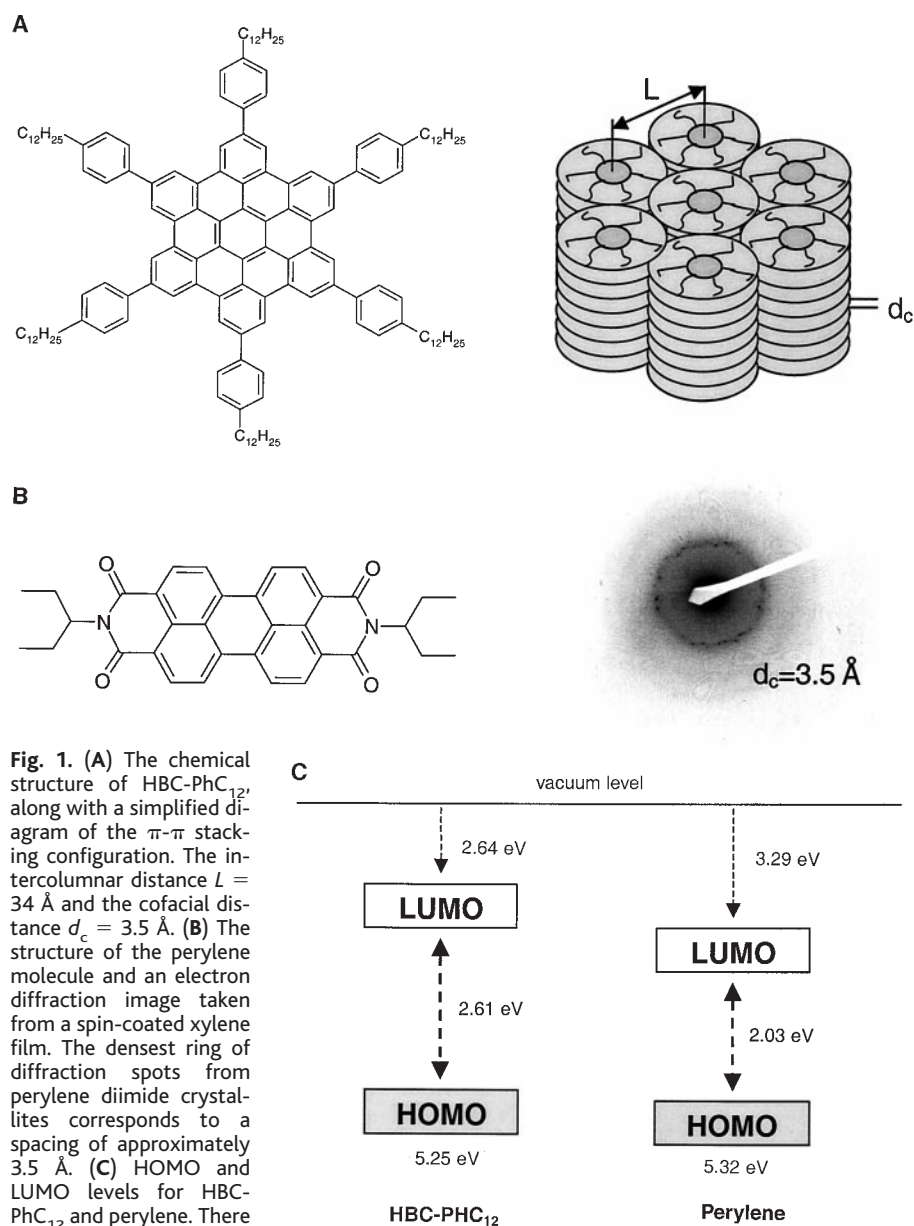 A
C₁₂H₂₅
C₁₂H₂₅
C₁₂H₂₅
C₁₂H₂₅
C₁₂H₂₅
C₁₂H₂₅
L
d_c
B
O
O
N
N
O
O
d_c=3.5 Å
Fig. 1. (A) The chemical
structure of HBC-PhC₁₂,
along with a simplified di-
agram of the π-π stack-
ing configuration. The in-
tercolumnar distance L =
34 Å and the cofacial dis-
tance d_c = 3.5 Å. (B) The
structure of the perylene
molecule and an electron
diffraction image taken
from a spin-coated xylene
film. The densest ring of
diffraction spots from
perylene diimide crystal-
lites corresponds to a
spacing of approximately
3.5 Å. (C) HOMO and
LUMO levels for HBC-
PhC₁₂ and perylene. There
C
vacuum level
2.64 eV
3.29 eV
LUMO
LUMO
2.61 eV
2.03 eV
HOMO
HOMO
5.25 eV
5.32 eV
HBC-PHC₁₂
Perylene